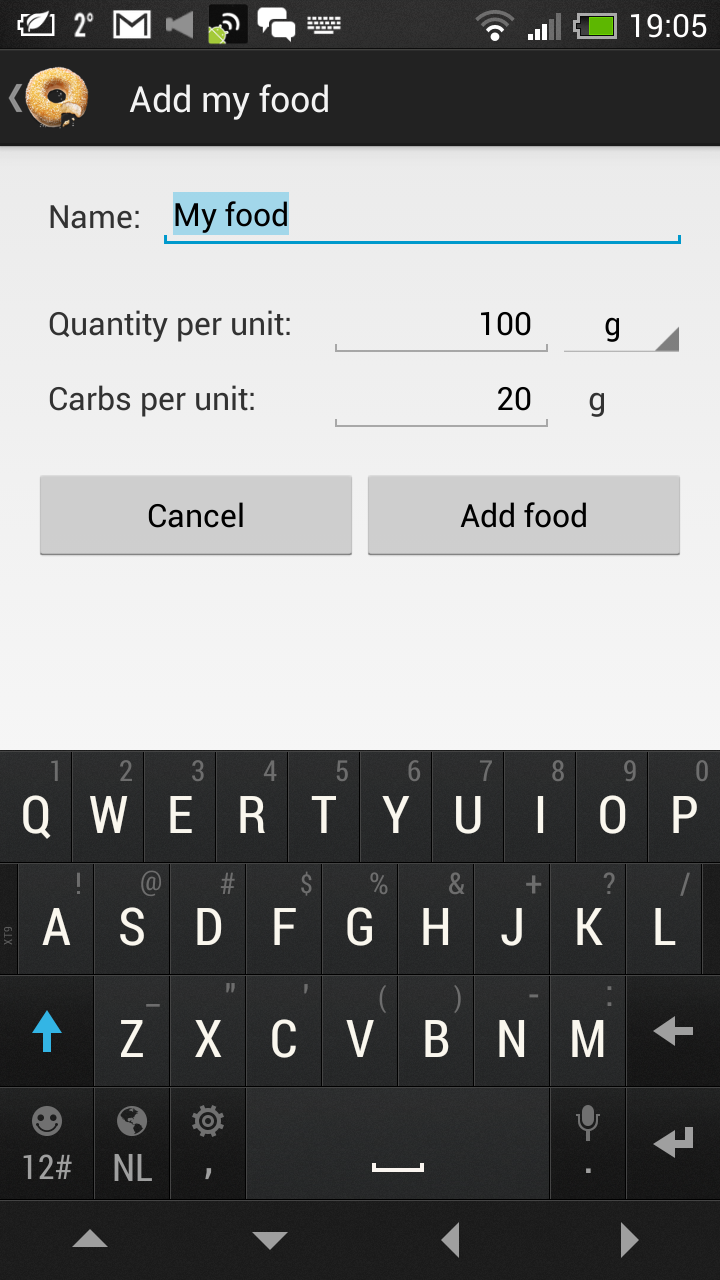 2° 19:05
Add my food
Name: My food
Quantity per unit: 100 g
Carbs per unit: 20 g
Cancel Add food
1 2 3 4 5 6 7 8 9 0
Q W E R T Y U I O P
! @ # $ % & + ? /
XT9 A S D F G H J K L
_ " ' ( ) - :
Z X C V B N M
12# NL , .